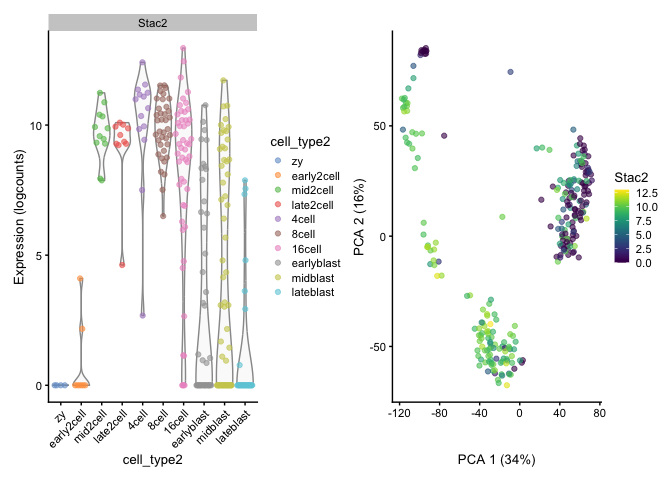 Stac2
Expression (logcounts)
10
5
0
zy
early2cell
mid2cell
late2cell
4cell
8cell
16cell
earlyblast
midblast
lateblast
cell_type2
cell_type2
zy
early2cell
mid2cell
late2cell
4cell
8cell
16cell
earlyblast
midblast
lateblast
PCA 2 (16%)
50
0
-50
-120
-80
-40
0
40
80
PCA 1 (34%)
Stac2
12.5
10.0
7.5
5.0
2.5
0.0